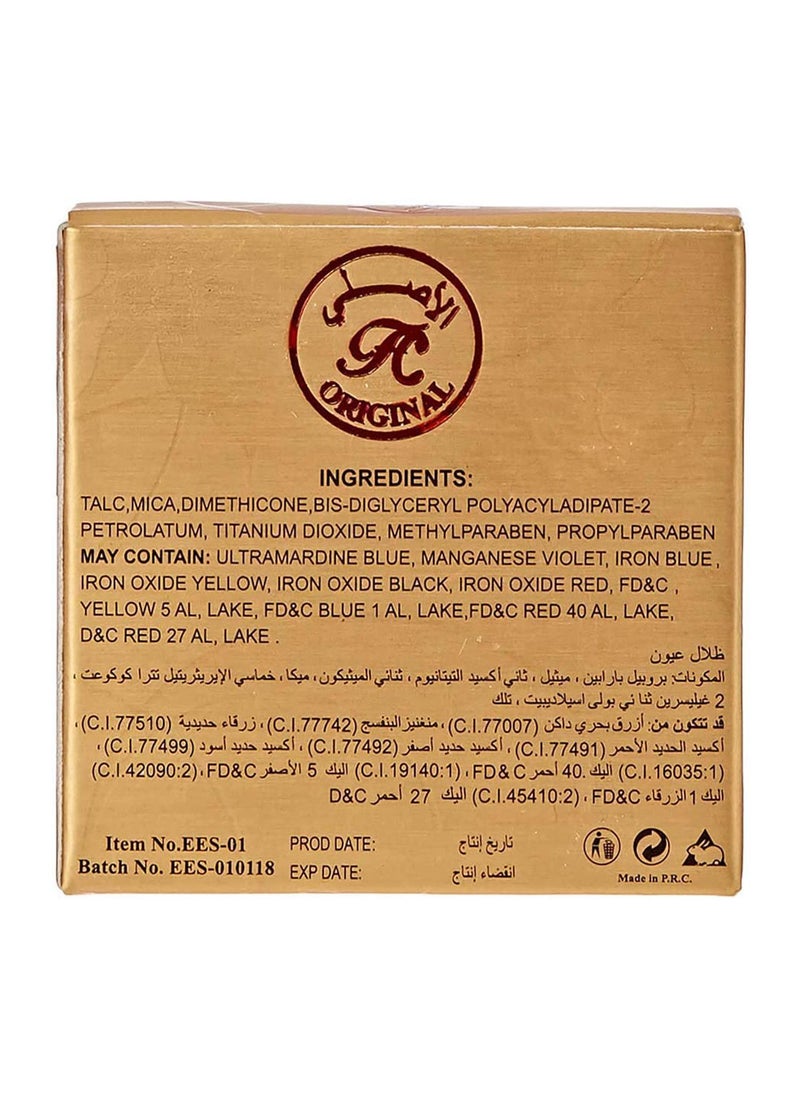 الأصلي
AC
ORIGINAL
INGREDIENTS:
TALC,MICA,DIMETHICONE,BIS-DIGLYCERYL POLYACYLADIPATE-2
PETROLATUM, TITANIUM DIOXIDE, METHYLPARABEN, PROPYLPARABEN
MAY CONTAIN: ULTRAMARDINE BLUE, MANGANESE VIOLET, IRON BLUE ,
IRON OXIDE YELLOW, IRON OXIDE BLACK, IRON OXIDE RED, FD&C ,
YELLOW 5 AL, LAKE, FD&C BLUE 1 AL, LAKE,FD&C RED 40 AL, LAKE,
D&C RED 27 AL, LAKE .
ظلال عيون
المكونات: بروبيل بارابين ، ميثيل ، ثاني أكسيد التيتانيوم ، ثنائي الميثيكون، ميكا، خماسي الإيريثريتيل تترا كوكوعت ،
2 غيليسرين ثنا ئي بولى اسيلاديبيت ، تلك
قد تتكون من: أزرق بحري داكن (C.I.77007)، منغنيز البنفسج (C.I.77742)، زرقاء حديدية (C.I.77510)،
أكسيد الحديد الأحمر (C.I.77491)، أكسيد حديد أصفر (C.I.77492)، أكسيد حديد أسود (C.I.77499)،
(C.I.16035:1) اليك .40 أحمر FD&C ، (C.I.19140:1) اليك 5 الأصفر FD&C، (C.I.42090:2)
اليك 1 الزرقاء FD&C ، (C.I.45410:2) اليك 27 أحمر D&C
Item No.EES-01
Batch No. EES-010118
PROD DATE: تاريخ إنتاج
EXP DATE: انقضاء إنتاج
Made in P.R.C.